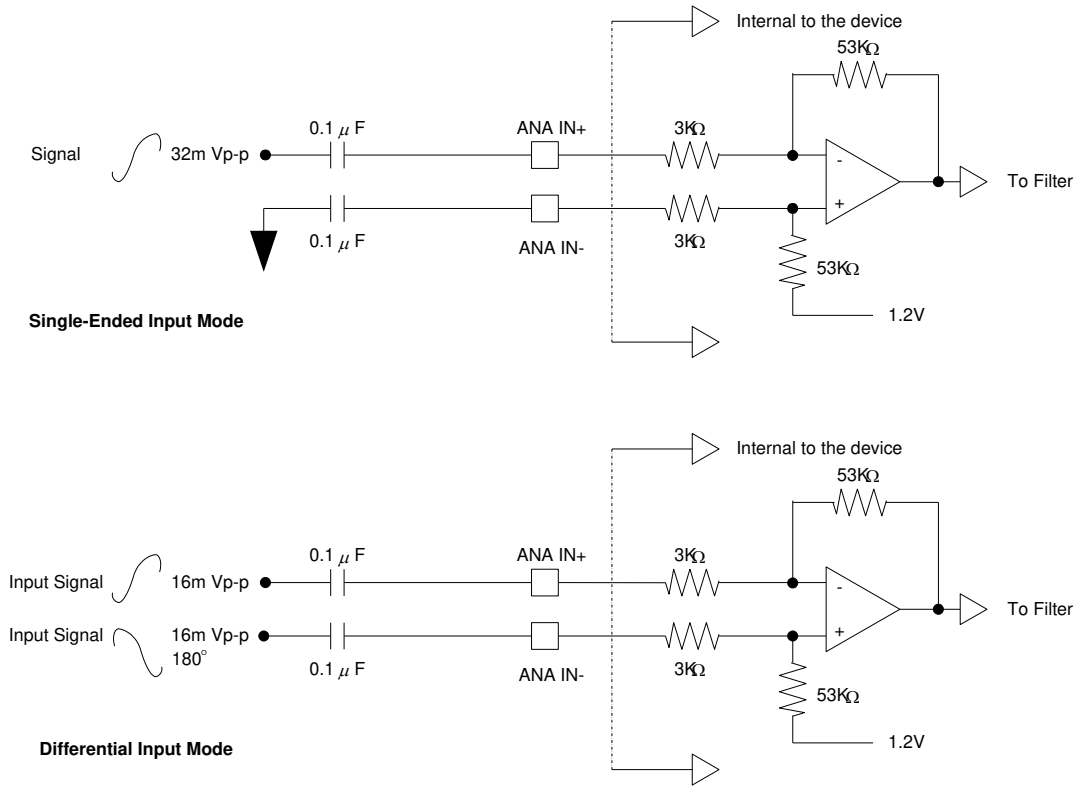 Internal to the device
53KΩ
Signal
32m Vp-p
0.1 μ F
ANA IN+
3KΩ
-
To Filter
+
0.1 μ F
ANA IN-
3KΩ
53KΩ
1.2V
Single-Ended Input Mode
Internal to the device
53KΩ
Input Signal
16m Vp-p
0.1 μ F
ANA IN+
3KΩ
-
To Filter
Input Signal
16m Vp-p
180°
+
0.1 μ F
ANA IN-
3KΩ
53KΩ
1.2V
Differential Input Mode